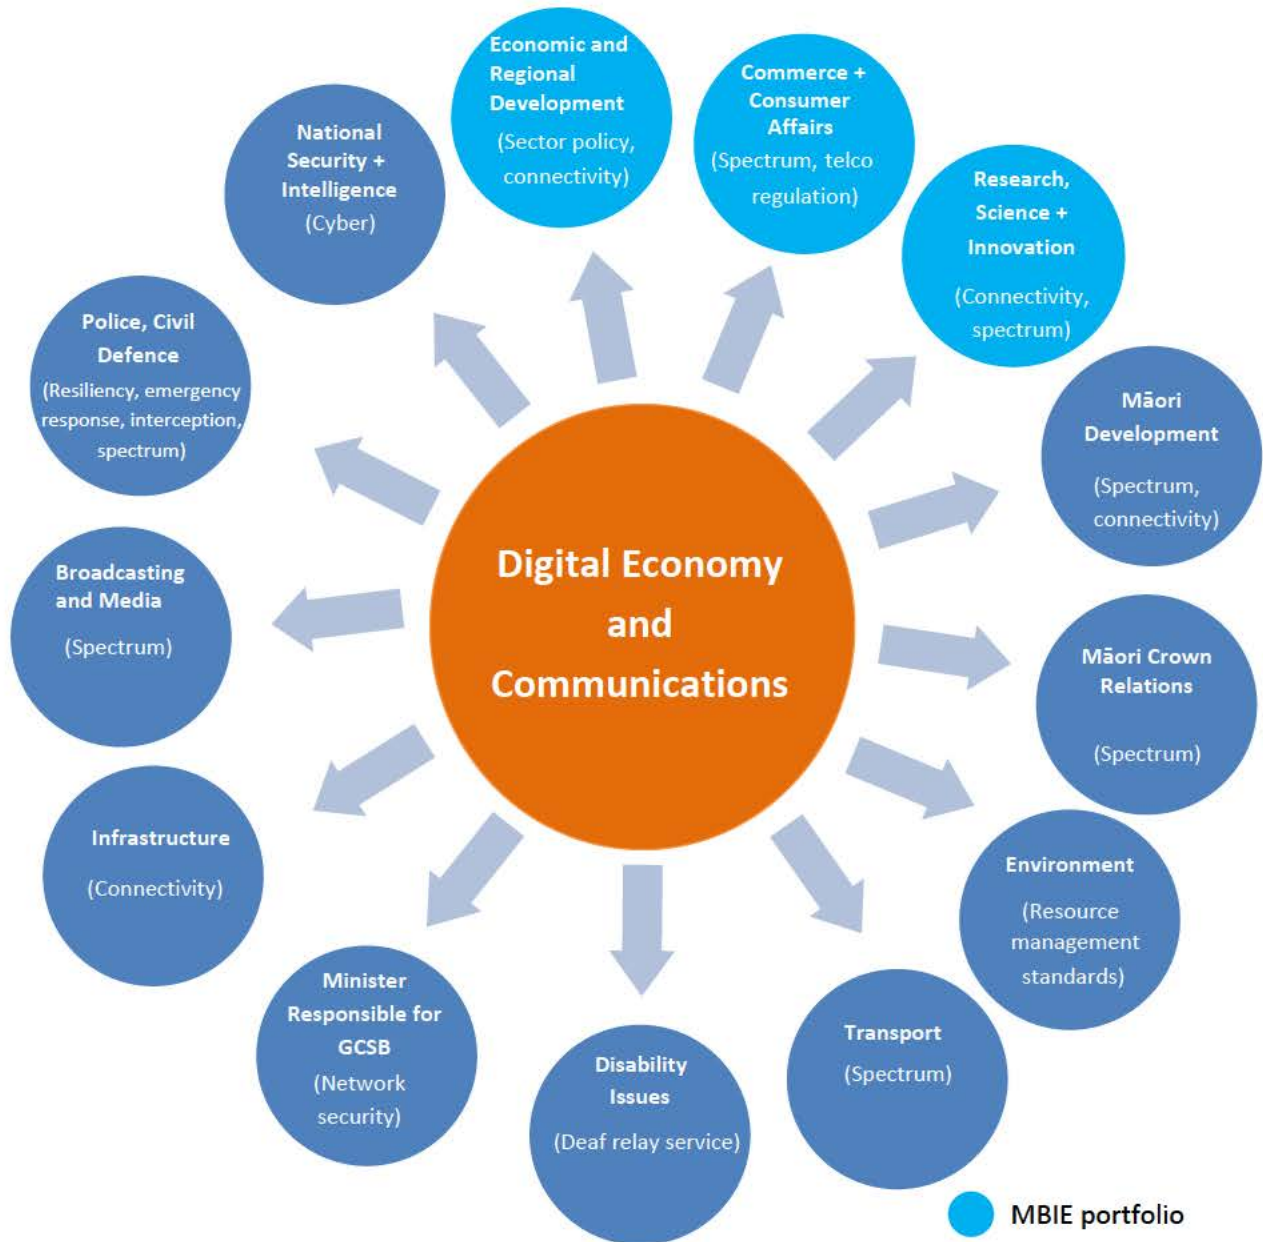 Economic and
Regional
Development
(Sector policy,
connectivity)
Commerce +
Consumer
Affairs
(Spectrum, telco
regulation)
Research,
Science +
Innovation
(Connectivity,
spectrum)
Māori
Development
(Spectrum,
connectivity)
Māori Crown
Relations
(Spectrum)
Environment
(Resource
management
standards)
Transport
(Spectrum)
Disability
Issues
(Deaf relay service)
Minister
Responsible for
GCSB
(Network
security)
Infrastructure
(Connectivity)
Broadcasting
and Media
(Spectrum)
Police, Civil
Defence
(Resiliency, emergency
response, interception,
spectrum)
National
Security +
Intelligence
(Cyber)
Digital Economy
and
Communications
MBIE portfolio